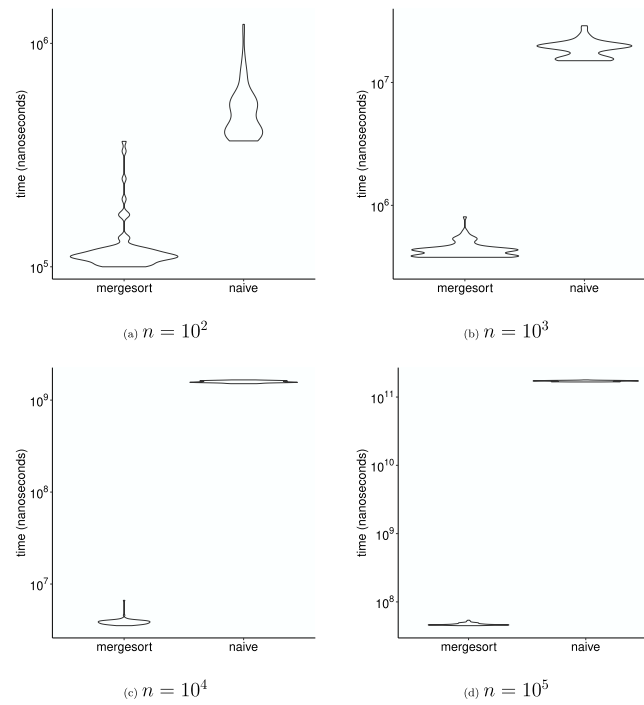 time (nanoseconds)
10⁶
10⁵
mergesort naive
(a) n = 10²
time (nanoseconds)
10⁷
10⁶
mergesort naive
(b) n = 10³
time (nanoseconds)
10⁹
10⁸
10⁷
mergesort naive
(c) n = 10⁴
time (nanoseconds)
10¹¹
10¹⁰
10⁹
10⁸
mergesort naive
(d) n = 10⁵